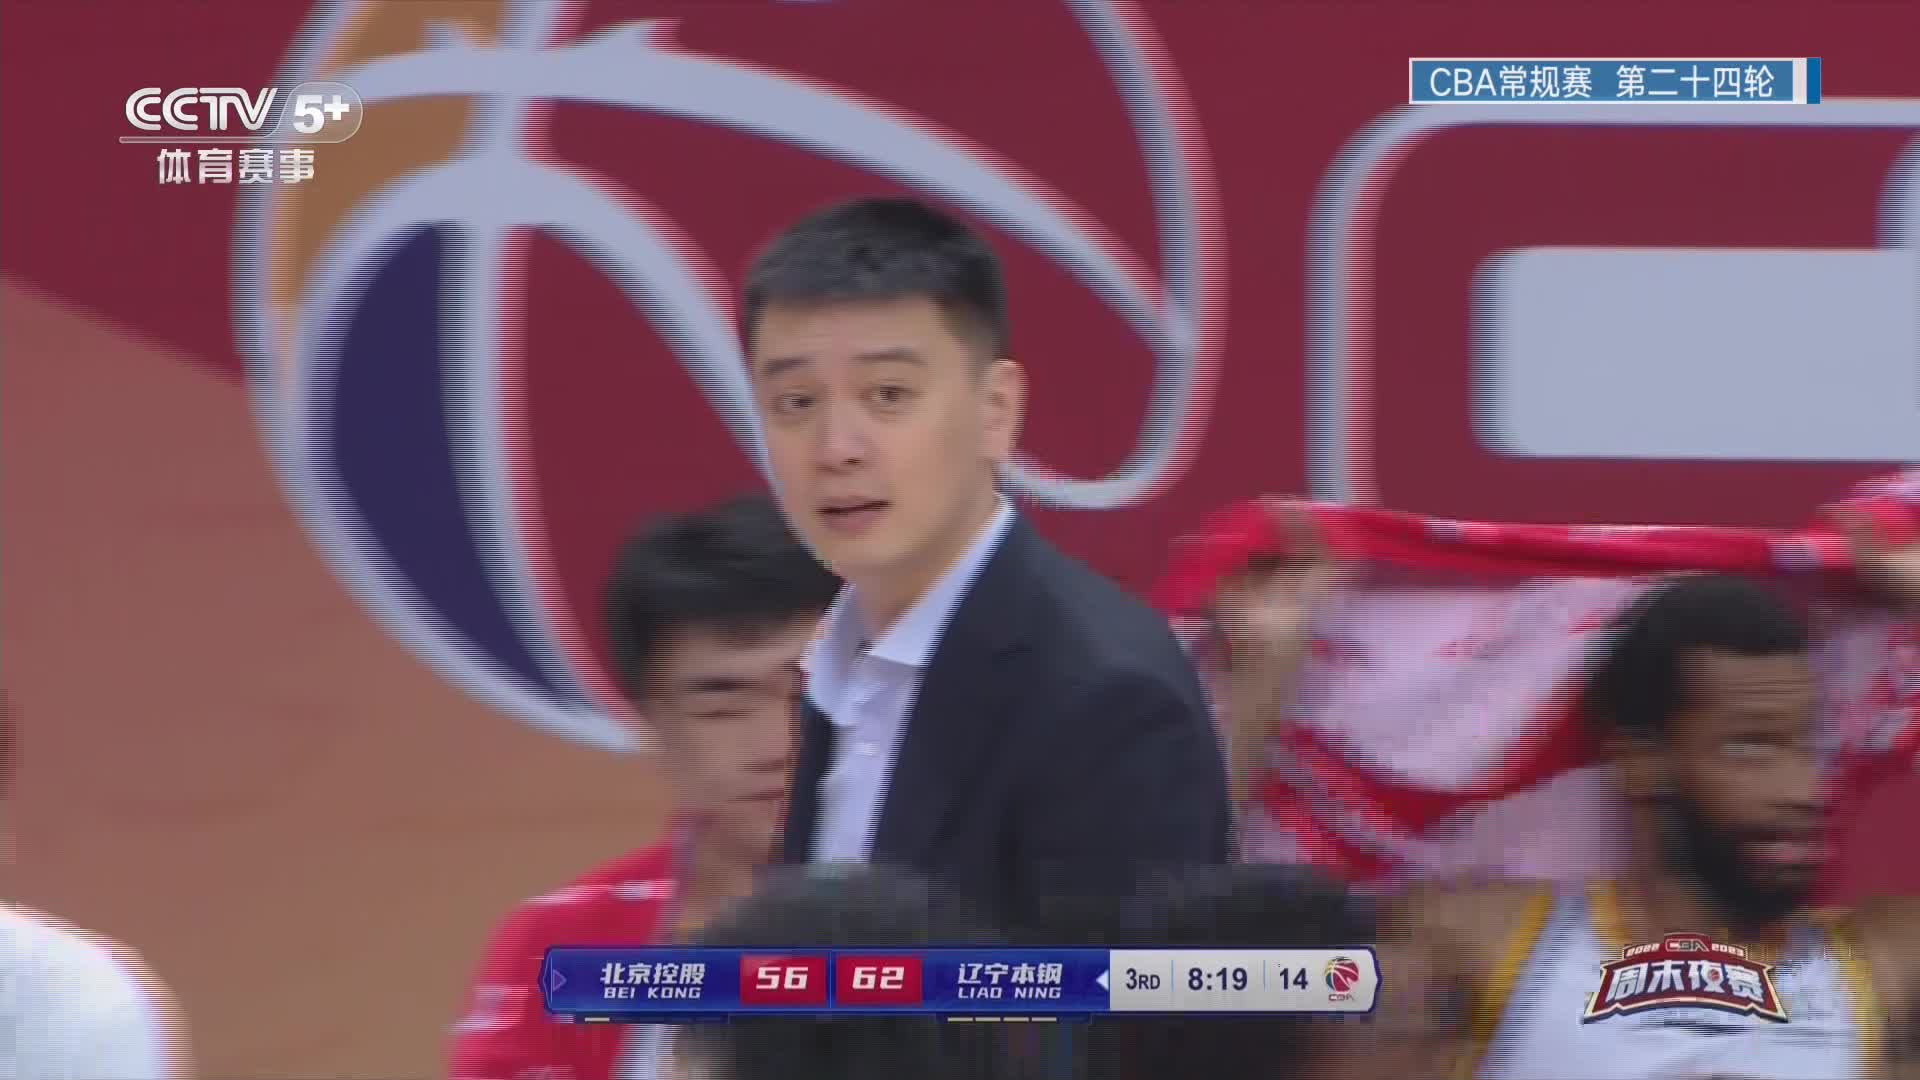 CCTV 5+
体育赛事
CBA常规赛 第二十四轮
北京控股 56 62 辽宁本钢 3RD 8:19 14
BEI KONG LIAO NING CBA
2022 CBA 2023
周末夜赛